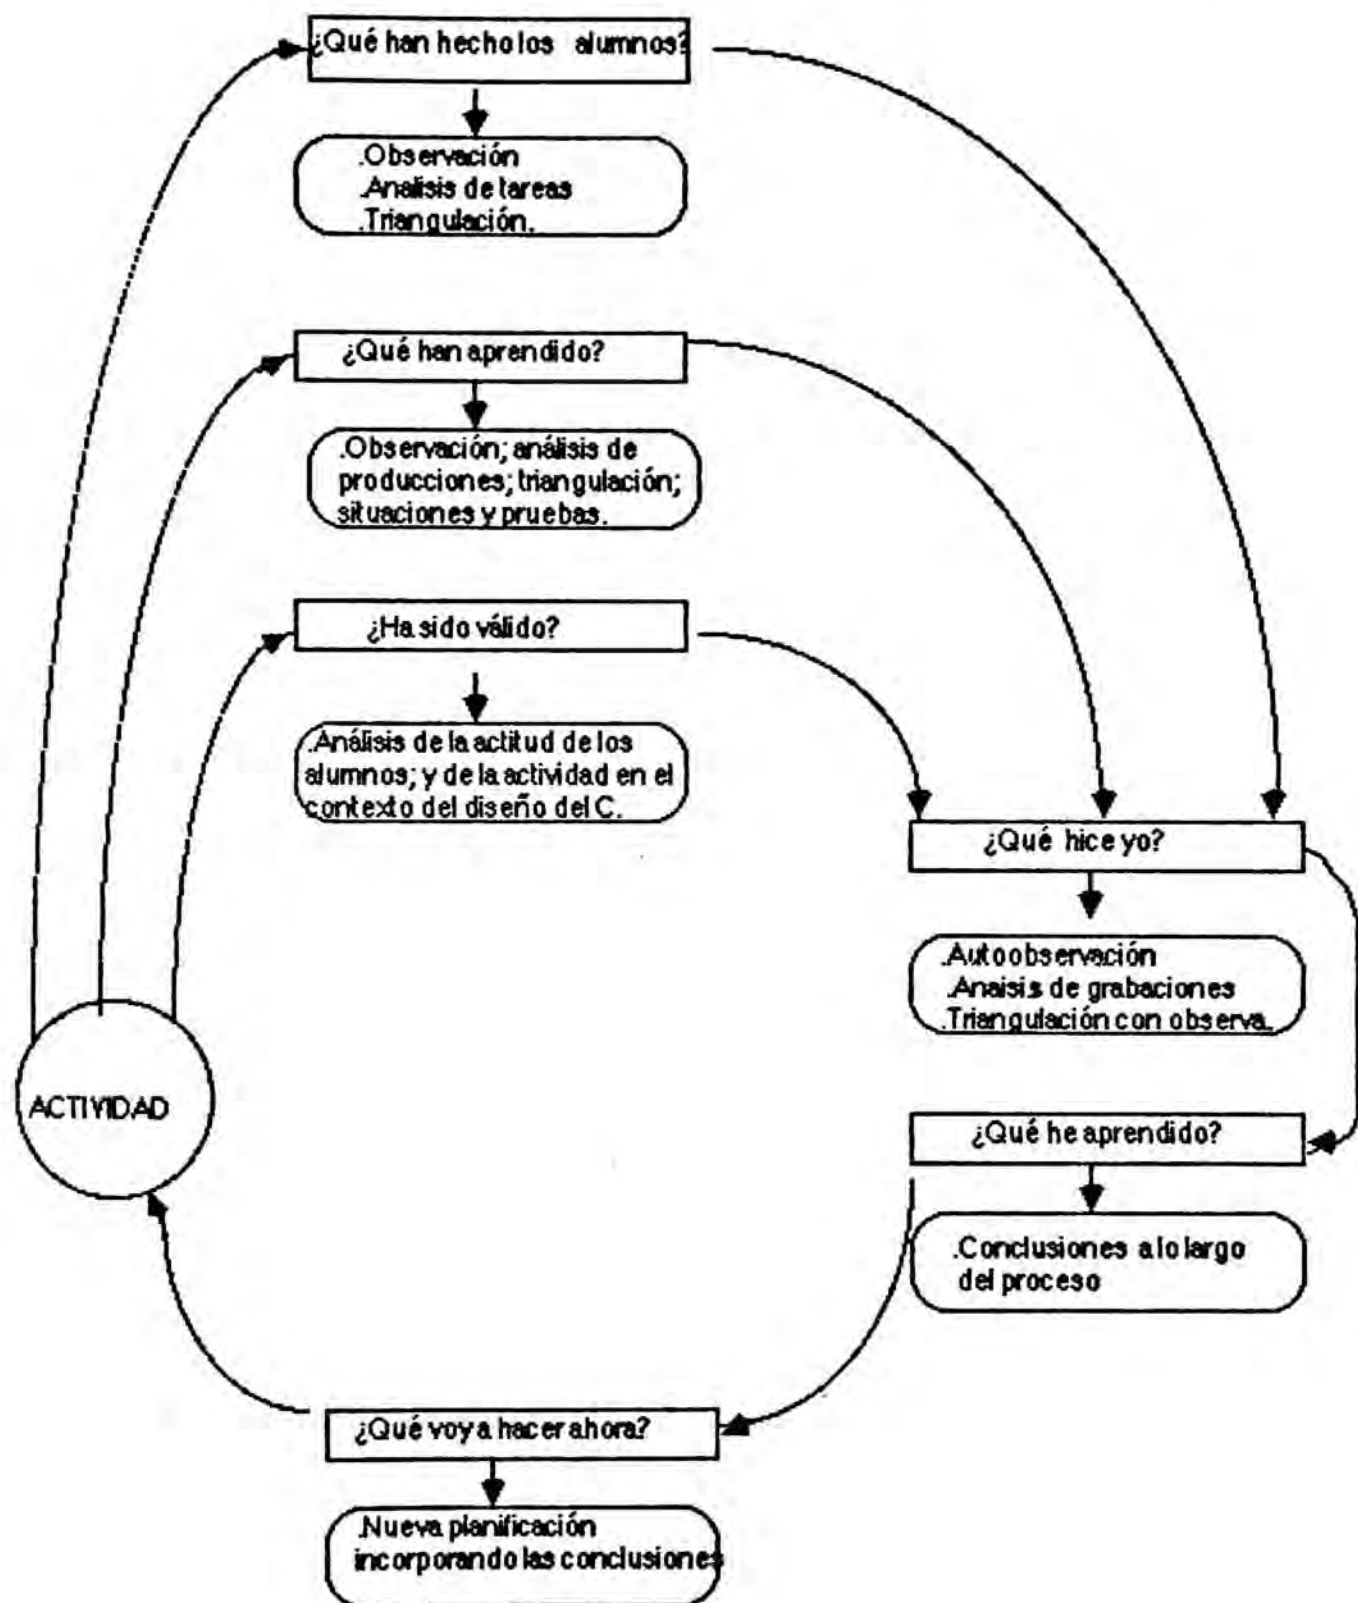 ¿Qué han hecho los alumnos?
.Observación
.Analisis de tareas
.Triangulación.
¿Qué han aprendido?
.Observación; análisis de
producciones; triangulación;
situaciones y pruebas.
¿Ha sido válido?
.Análisis de la actitud de los
alumnos; y de la actividad en el
contexto del diseño del C.
¿Qué hice yo?
.Autoobservación
.Anaisis de grabaciones
.Triangulación con observa.
ACTIVIDAD
¿Qué he aprendido?
.Conclusiones a lo largo
del proceso
¿Qué voy a hacer ahora?
.Nueva planificación
incorporando las conclusiones